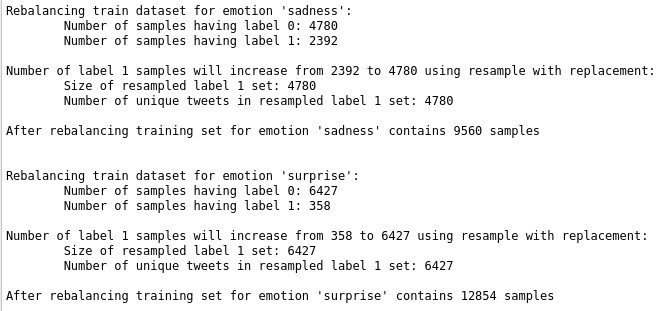 Rebalancing train dataset for emotion 'sadness':
Number of samples having label 0: 4780
Number of samples having label 1: 2392
Number of label 1 samples will increase from 2392 to 4780 using resample with replacement:
Size of resampled label 1 set: 4780
Number of unique tweets in resampled label 1 set: 4780
After rebalancing training set for emotion 'sadness' contains 9560 samples
Rebalancing train dataset for emotion 'surprise':
Number of samples having label 0: 6427
Number of samples having label 1: 358
Number of label 1 samples will increase from 358 to 6427 using resample with replacement:
Size of resampled label 1 set: 6427
Number of unique tweets in resampled label 1 set: 6427
After rebalancing training set for emotion 'surprise' contains 12854 samples